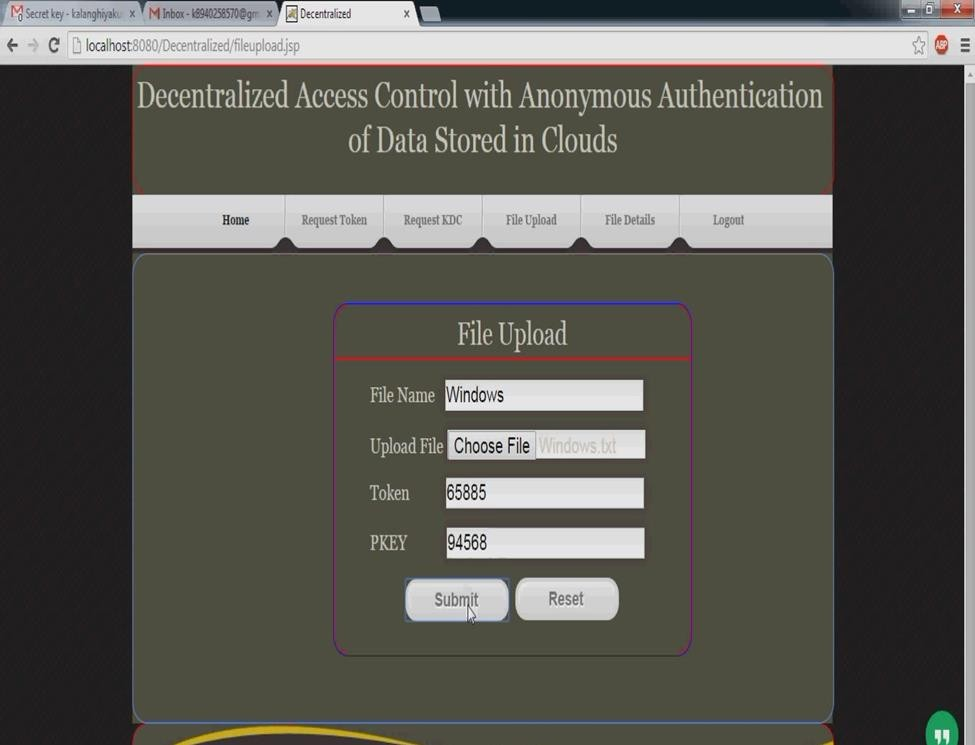 Secret key - kalanghiyaku
Inbox - k8940258570@gm
Decentralized
localhost:8080/Decentralized/fileupload.jsp
ABP
Decentralized Access Control with Anonymous Authentication
of Data Stored in Clouds
Home Request Token Request KDC File Upload File Details Logout
File Upload
File Name Windows
Upload File Choose File Windows.txt
Token 65885
PKEY 94568
Submit Reset